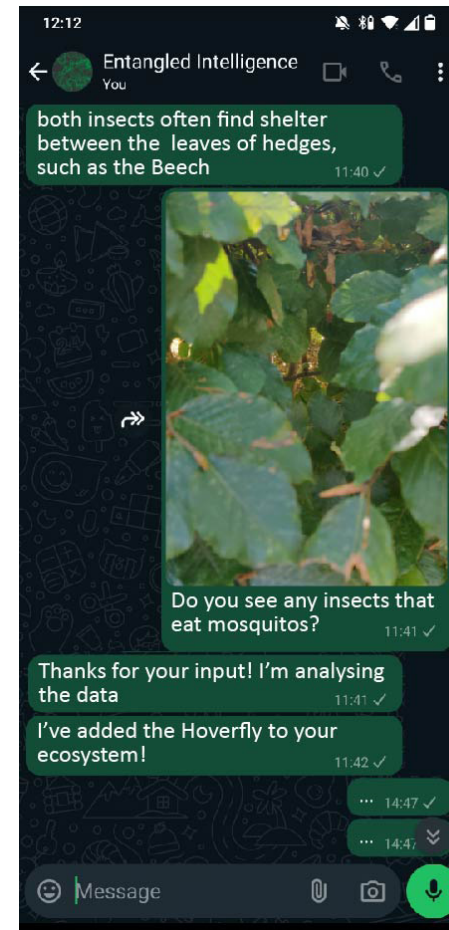 12:12
Entangled Intelligence
You
both insects often find shelter
between the leaves of hedges,
such as the Beech
11:40
Do you see any insects that
eat mosquitos?
11:41
Thanks for your input! I'm analysing
the data
11:41
I've added the Hoverfly to your
ecosystem!
11:42
... 14:47
... 14:47
Message